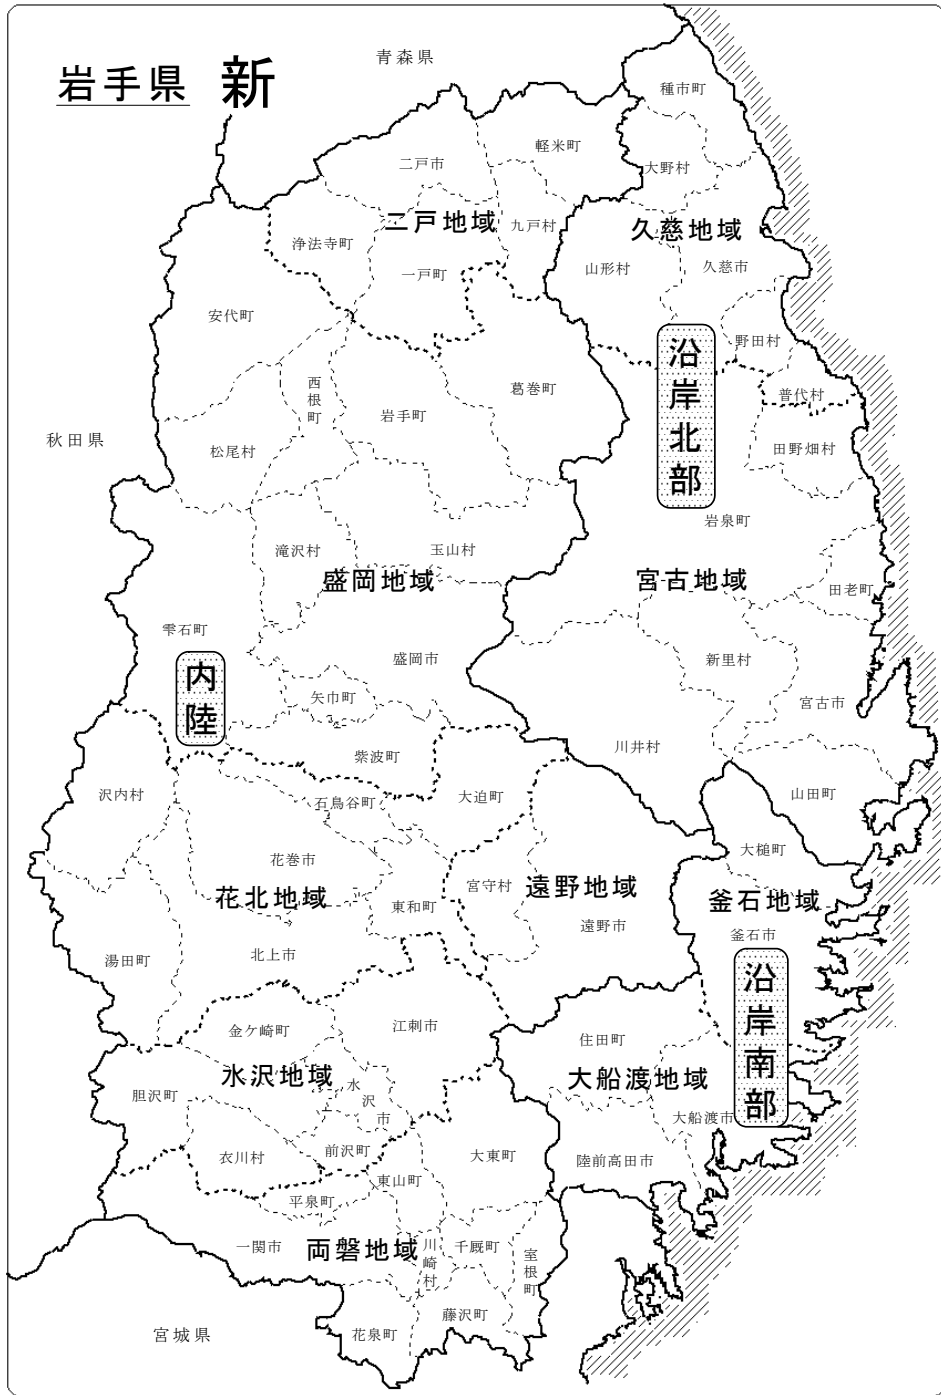 青森県
岩手県 新
種市町
軽米町
二戸市
大野村
二戸地域
九戸村
久慈地域
浄法寺町
一戸町
山形村
久慈市
安代町
野田村
沿岸北部
西根町
葛巻町
普代村
岩手町
秋田県
松尾村
田野畑村
岩泉町
滝沢村
玉山村
盛岡地域
宮古地域
田老町
雫石町
盛岡市
新里村
内陸
矢巾町
宮古市
川井村
紫波町
沢内村
石鳥谷町
大迫町
山田町
大槌町
花巻市
花北地域
宮守村
遠野地域
釜石地域
東和町
遠野市
釜石市
湯田町
北上市
沿岸南部
金ケ崎町
江刺市
住田町
水沢地域
大船渡地域
胆沢町
水沢市
大船渡市
衣川村
前沢町
大東町
陸前高田市
東山町
平泉町
一関市
両磐地域
川崎村
千厩町
室根町
藤沢町
花泉町
宮城県